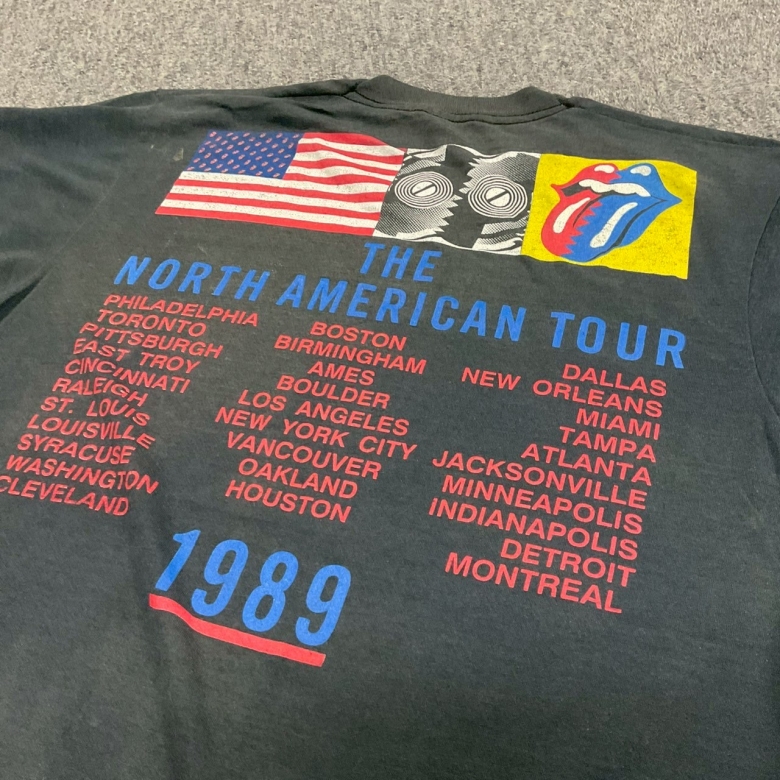 THE
NORTH AMERICAN TOUR
PHILADELPHIA
TORONTO
PITTSBURGH
EAST TROY
CINCINNATI
RALEIGH
ST. LOUIS
LOUISVILLE
SYRACUSE
WASHINGTON
CLEVELAND
BOSTON
BIRMINGHAM
AMES
BOULDER
LOS ANGELES
NEW YORK CITY
VANCOUVER
OAKLAND
HOUSTON
DALLAS
NEW ORLEANS
MIAMI
TAMPA
ATLANTA
JACKSONVILLE
MINNEAPOLIS
INDIANAPOLIS
DETROIT
MONTREAL
1989